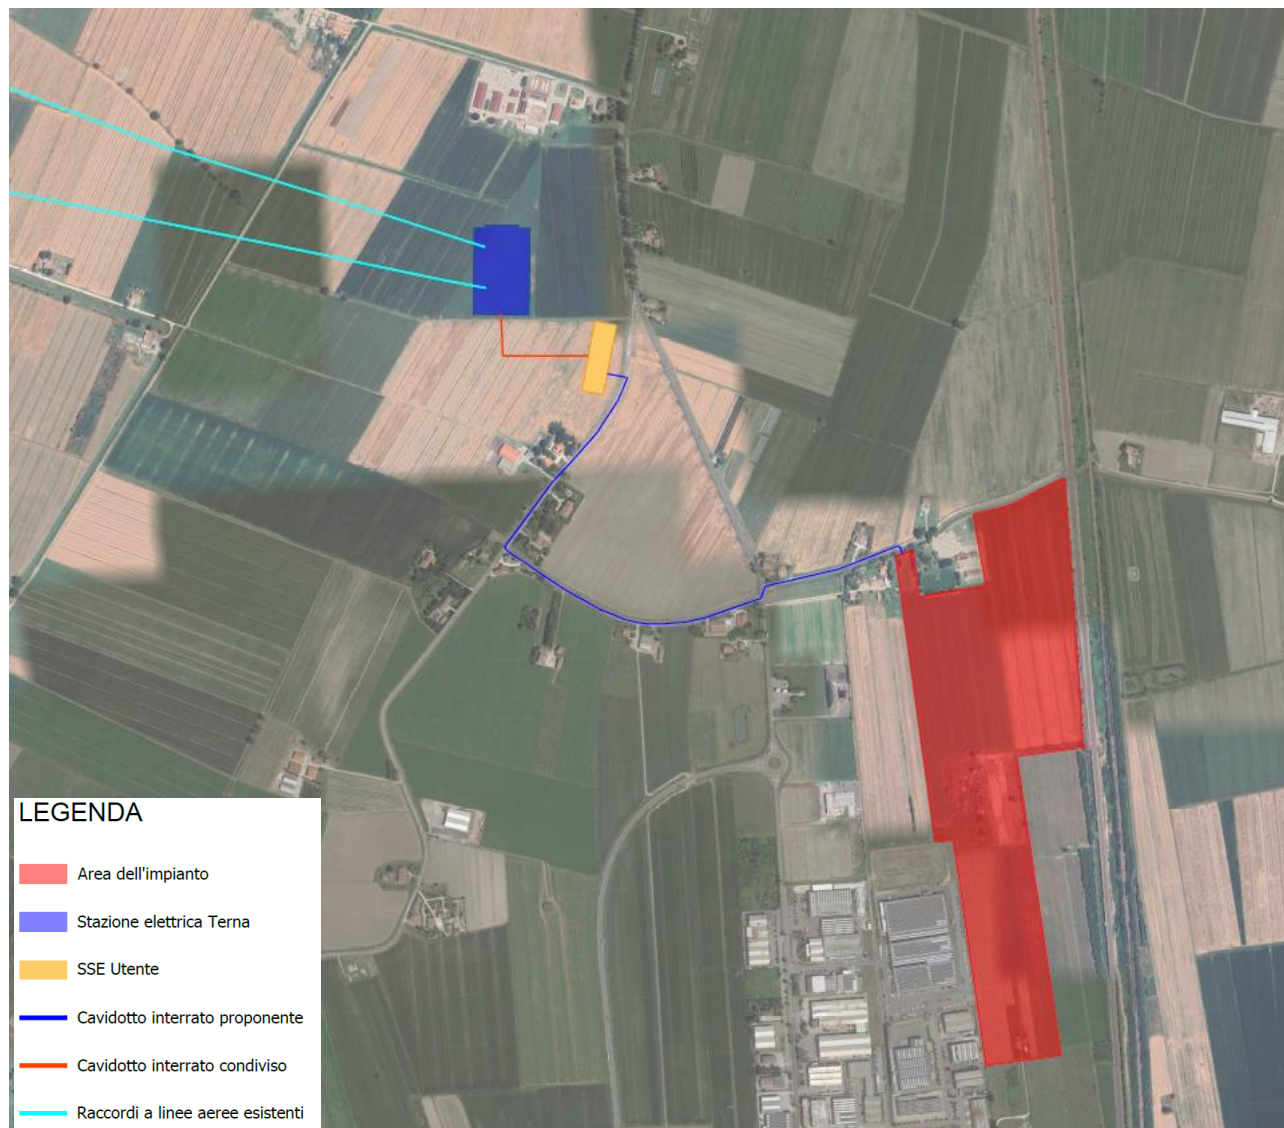 LEGENDA
Area dell'impianto
Stazione elettrica Terna
SSE Utente
Cavidotto interrato proponente
Cavidotto interrato condiviso
Raccordi a linee aeree esistenti